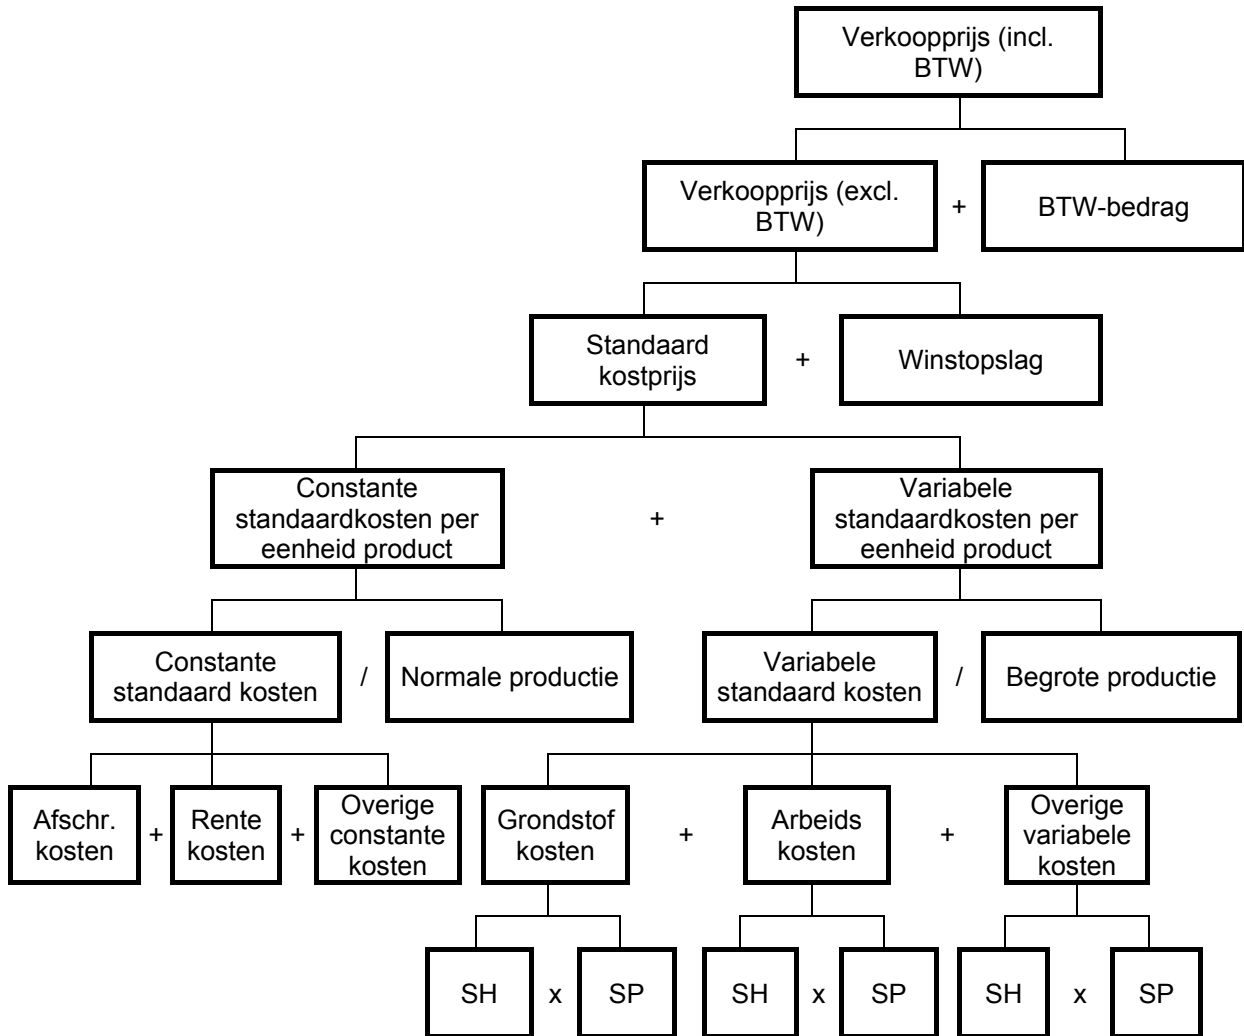 Verkoopprijs (incl.
BTW)
Verkoopprijs (excl.
BTW)
+
BTW-bedrag
Standaard
kostprijs
+
Winstopslag
Constante
standaardkosten per
eenheid product
+
Variabele
standaardkosten per
eenheid product
Constante
standaard kosten
/
Normale productie
Variabele
standaard kosten
/
Begrote productie
Afschr.
kosten
+
Rente
kosten
+
Overige
constante
kosten
Grondstof
kosten
+
Arbeids
kosten
+
Overige
variabele
kosten
SH
x
SP
SH
x
SP
SH
x
SP